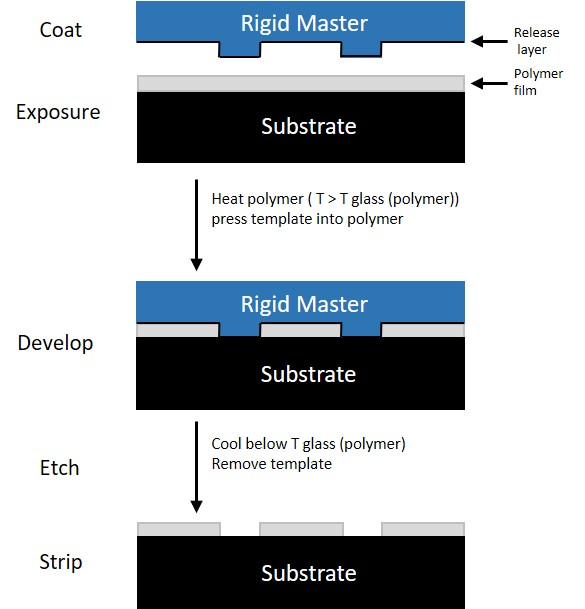 Coat
Rigid Master
Release
layer
Polymer
film
Exposure
Substrate
Heat polymer ( T > T glass (polymer))
press template into polymer
Rigid Master
Develop
Substrate
Cool below T glass (polymer)
Remove template
Etch
Strip
Substrate